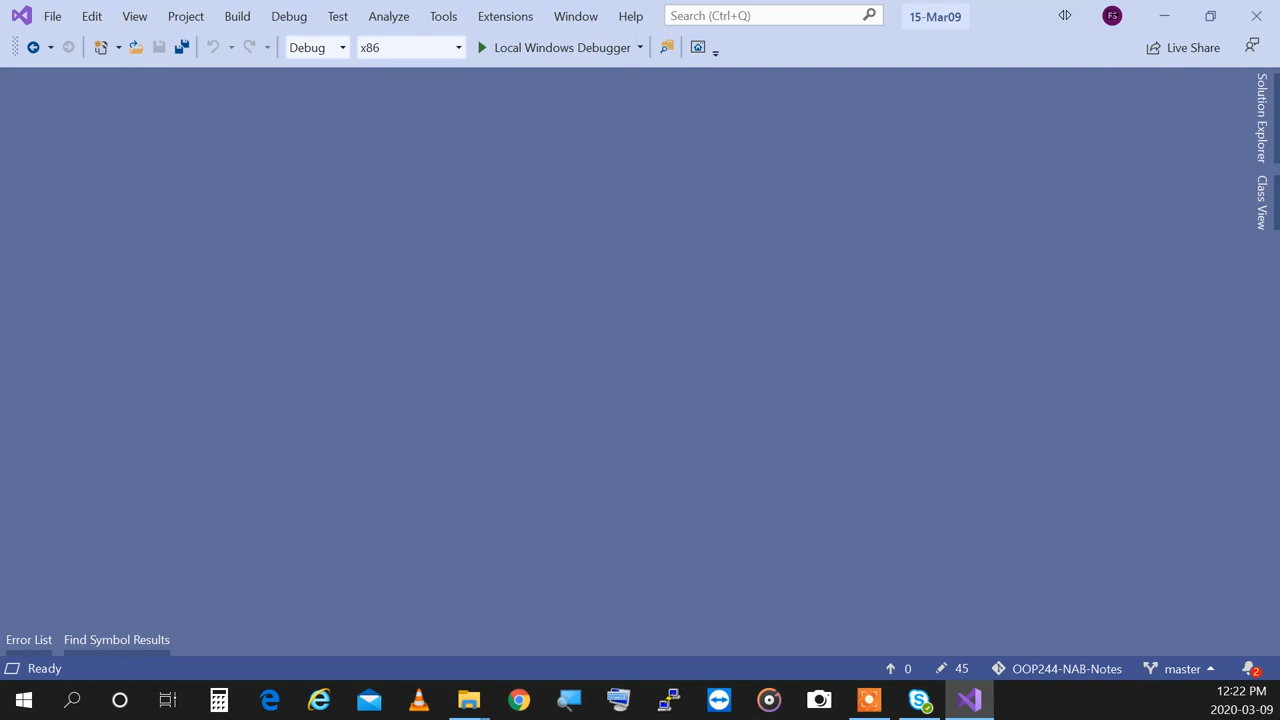 File Edit View Project Build Debug Test Analyze Tools Extensions Window Help Search (Ctrl+Q) 15-Mar09 FS
Debug x86 Local Windows Debugger Live Share
Solution Explorer
Class View
Error List Find Symbol Results
Ready 0 45 OOP244-NAB-Notes master 2
12:22 PM
2020-03-09